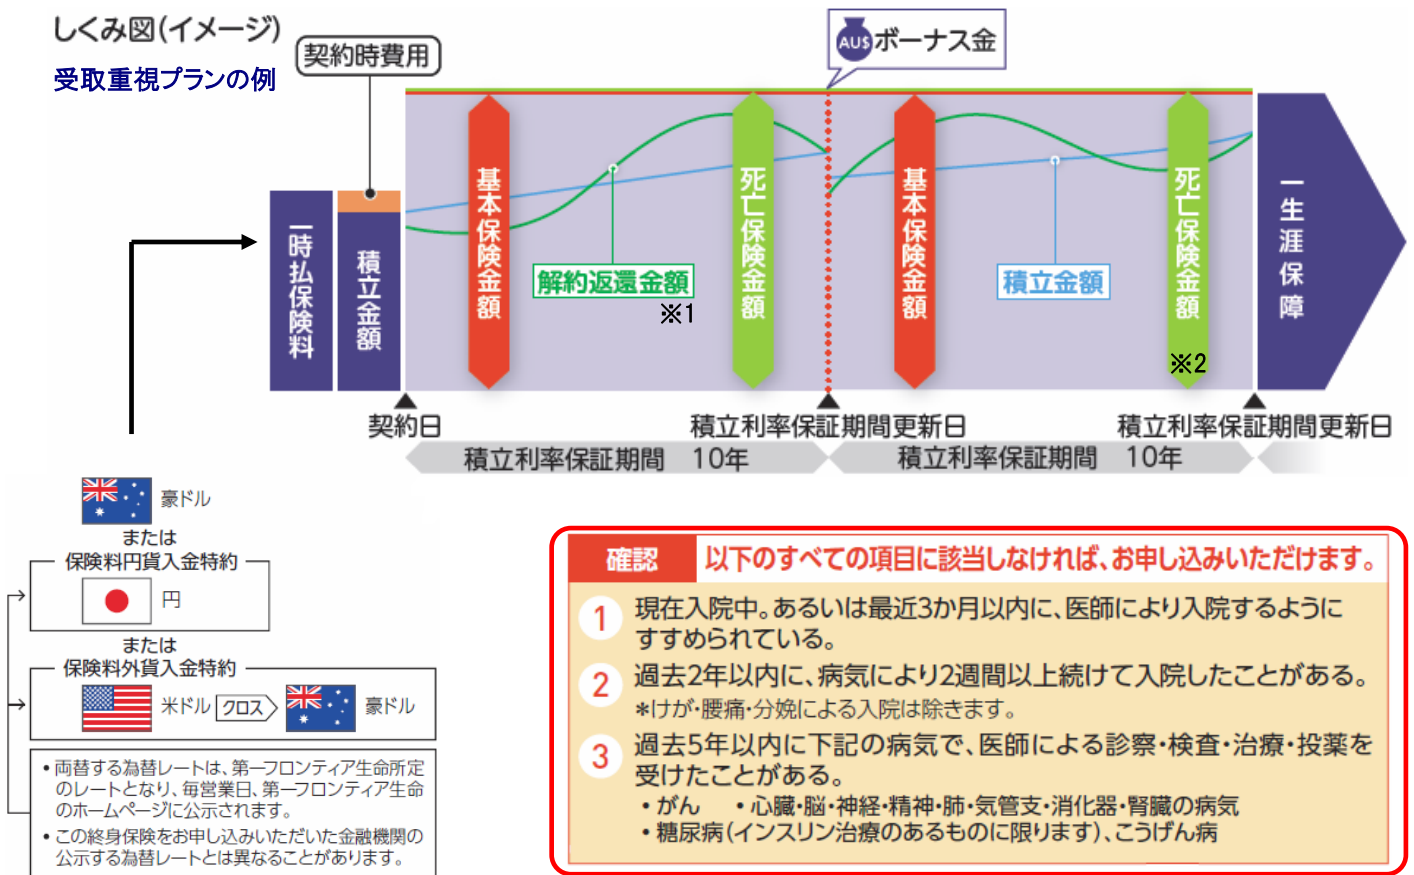 しくみ図(イメージ)
受取重視プランの例
契約時費用
AU$ ボーナス金
一時払保険料
積立金額
基本保険金額
解約返還金額
※1
死亡保険金額
基本保険金額
積立金額
死亡保険金額
※2
一生涯保障
契約日
積立利率保証期間更新日
積立利率保証期間更新日
積立利率保証期間 10年
積立利率保証期間 10年
豪ドル
または
保険料円貨入金特約
円
または
保険料外貨入金特約
米ドル クロス 豪ドル
・両替する為替レートは、第一フロンティア生命所定
のレートとなり、毎営業日、第一フロンティア生命
のホームページに公示されます。
・この終身保険をお申し込みいただいた金融機関の
公示する為替レートとは異なることがあります。
確認 以下のすべての項目に該当しなければ、お申し込みいただけます。
1 現在入院中。あるいは最近3か月以内に、医師により入院するように
すすめられている。
2 過去2年以内に、病気により2週間以上続けて入院したことがある。
*けが・腰痛・分娩による入院は除きます。
3 過去5年以内に下記の病気で、医師による診察・検査・治療・投薬を
受けたことがある。
・がん ・心臓・脳・神経・精神・肺・気管支・消化器・腎臓の病気
・糖尿病(インスリン治療のあるものに限ります)、こうげん病